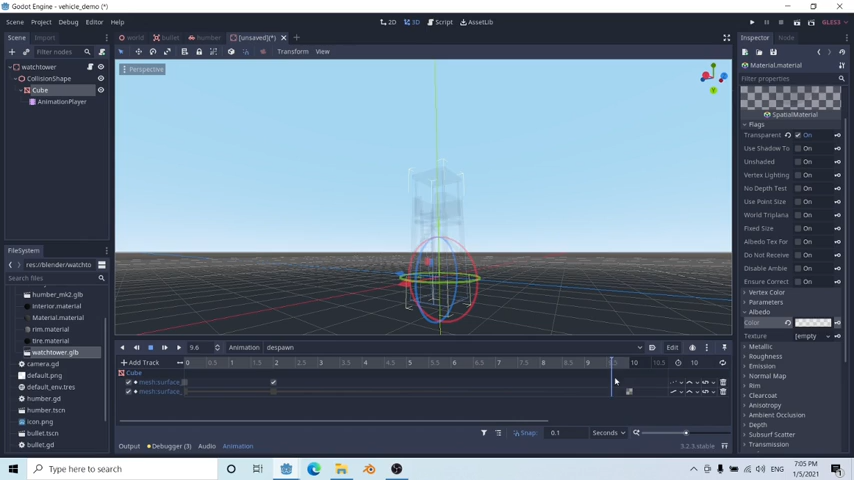 Godot Engine - vehicle_demo (*)
Scene Project Debug Editor Help
2D 3D Script AssetLib
GLES3
Scene Import
world bullet humber [unsaved](*)
Inspector Node
Filter nodes
Transform View
watchtower
CollisionShape
Cube
AnimationPlayer
Perspective
Material.material
Filter properties
SpatialMaterial
Flags
Transparent On
Use Shadow To On
Unshaded On
Vertex Lighting On
No Depth Test On
Use Point Size On
World Triplana On
Fixed Size On
Albedo Tex For On
Do Not Receive On
Disable Ambie On
Ensure Correct On
Vertex Color
Parameters
Albedo
Color
Texture [empty
Metallic
Roughness
Emission
Normal Map
Rim
Clearcoat
Anisotropy
Ambient Occlusion
Depth
Subsurf Scatter
Transmission
FileSystem
res://blender/watchto
Search files
humber_mk2.glb
Interior.material
Material.material
rim.material
tire.material
watchtower.glb
camera.gd
default.png
default_env.tres
humber.gd
humber.tscn
icon.png
bullet.tscn
bullet.gd
9.6 Animation despawn Edit
Add Track 0 0.5 1 1.5 2 2.5 3 3.5 4 4.5 5 5.5 6 6.5 7 7.5 8 8.5 9 9.5 10 10.5 10
Cube
mesh:surface_
mesh:surface_
Snap: 0.1 Seconds
Output Debugger (3) Audio Animation
3.2.3.stable
Type here to search
ENG
7:05 PM
1/5/2021